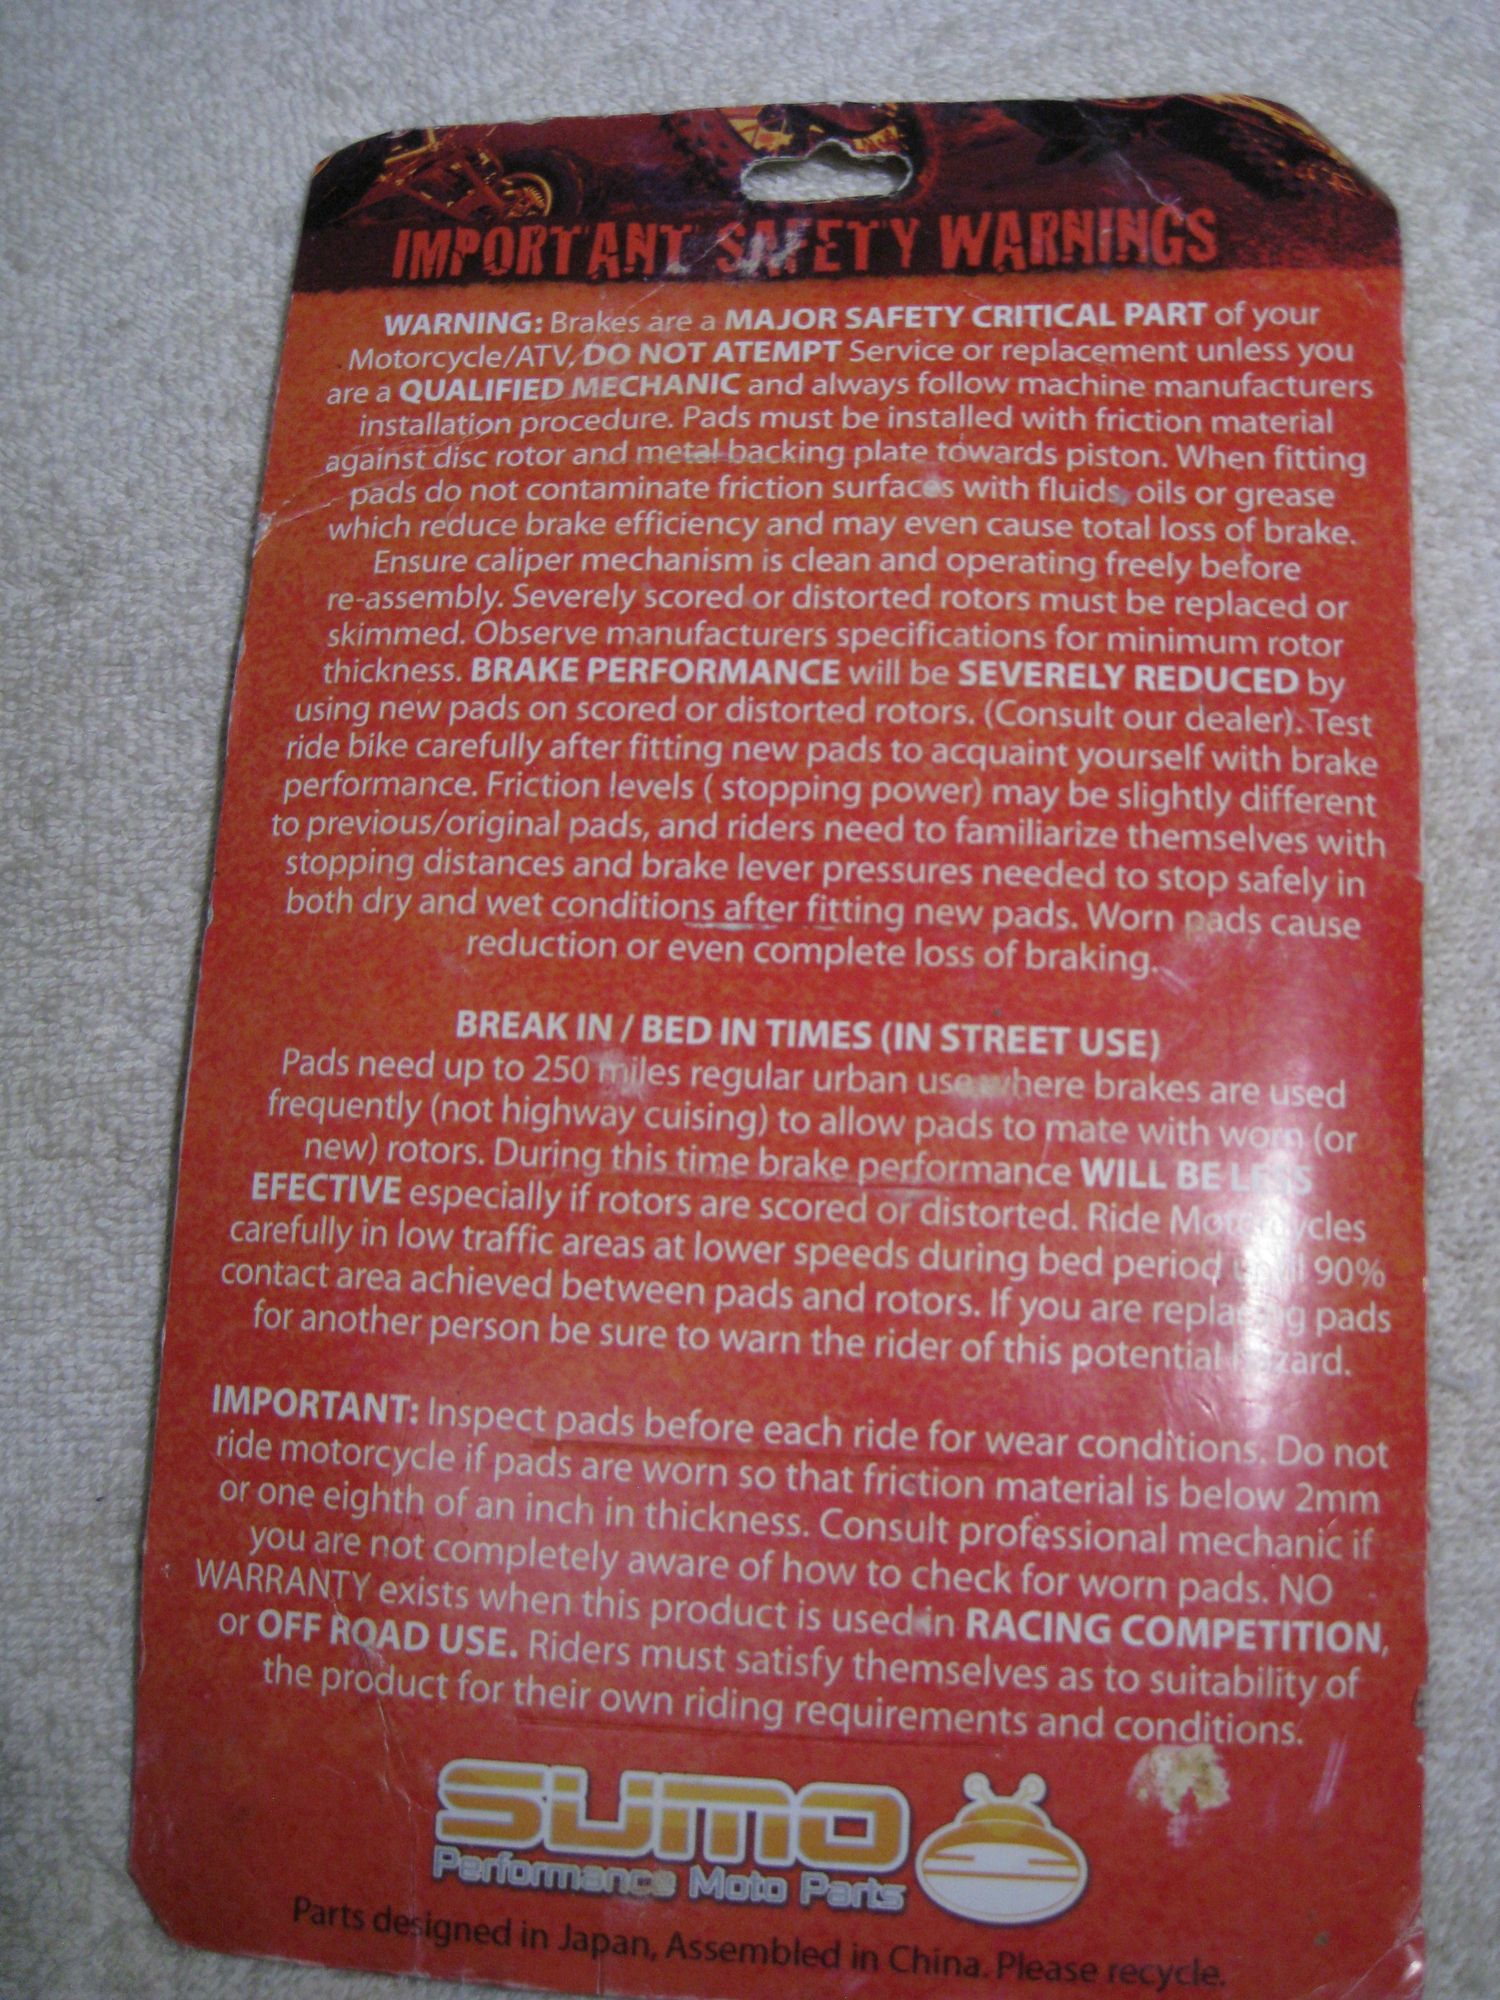 IMPORTANT SAFETY WARNINGS
WARNING: Brakes are a MAJOR SAFETY CRITICAL PART of your
Motorcycle/ATV, DO NOT ATEMPT Service or replacement unless you
are a QUALIFIED MECHANIC and always follow machine manufacturers
installation procedure. Pads must be installed with friction material
against disc rotor and metal backing plate towards piston. When fitting
pads do not contaminate friction surfaces with fluids, oils or grease
which reduce brake efficiency and may even cause total loss of brake.
Ensure caliper mechanism is clean and operating freely before
re-assembly. Severely scored or distorted rotors must be replaced or
skimmed. Observe manufacturers specifications for minimum rotor
thickness. BRAKE PERFORMANCE will be SEVERELY REDUCED by
using new pads on scored or distorted rotors. (Consult our dealer). Test
ride bike carefully after fitting new pads to acquaint yourself with brake
performance. Friction levels ( stopping power) may be slightly different
to previous/original pads, and riders need to familiarize themselves with
stopping distances and brake lever pressures needed to stop safely in
both dry and wet conditions after fitting new pads. Worn pads cause
reduction or even complete loss of braking.
BREAK IN / BED IN TIMES (IN STREET USE)
Pads need up to 250 miles regular urban use where brakes are used
frequently (not highway cuising) to allow pads to mate with worn (or
new) rotors. During this time brake performance WILL BE LESS
EFECTIVE especially if rotors are scored or distorted. Ride Motorcycles
carefully in low traffic areas at lower speeds during bed period until 90%
contact area achieved between pads and rotors. If you are replacing pads
for another person be sure to warn the rider of this potential hazard.
IMPORTANT: Inspect pads before each ride for wear conditions. Do not
ride motorcycle if pads are worn so that friction material is below 2mm
or one eighth of an inch in thickness. Consult professional mechanic if
you are not completely aware of how to check for worn pads. NO
WARRANTY exists when this product is used in RACING COMPETITION,
or OFF ROAD USE. Riders must satisfy themselves as to suitability of
the product for their own riding requirements and conditions.
SUMO
Performance Moto Parts
Parts designed in Japan, Assembled in China. Please recycle.